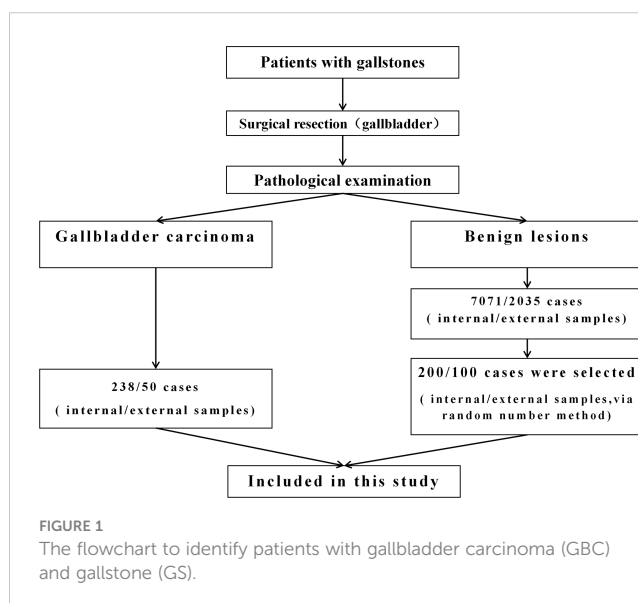 Patients with gallstones
Surgical resection（gallbladder）
Pathological examination
Gallbladder carcinoma
Benign lesions
7071/2035 cases
( internal/external samples)
238/50 cases
( internal/external samples)
200/100 cases were selected
( internal/external samples,via
random number method)
Included in this study
FIGURE 1
The flowchart to identify patients with gallbladder carcinoma (GBC)
and gallstone (GS).